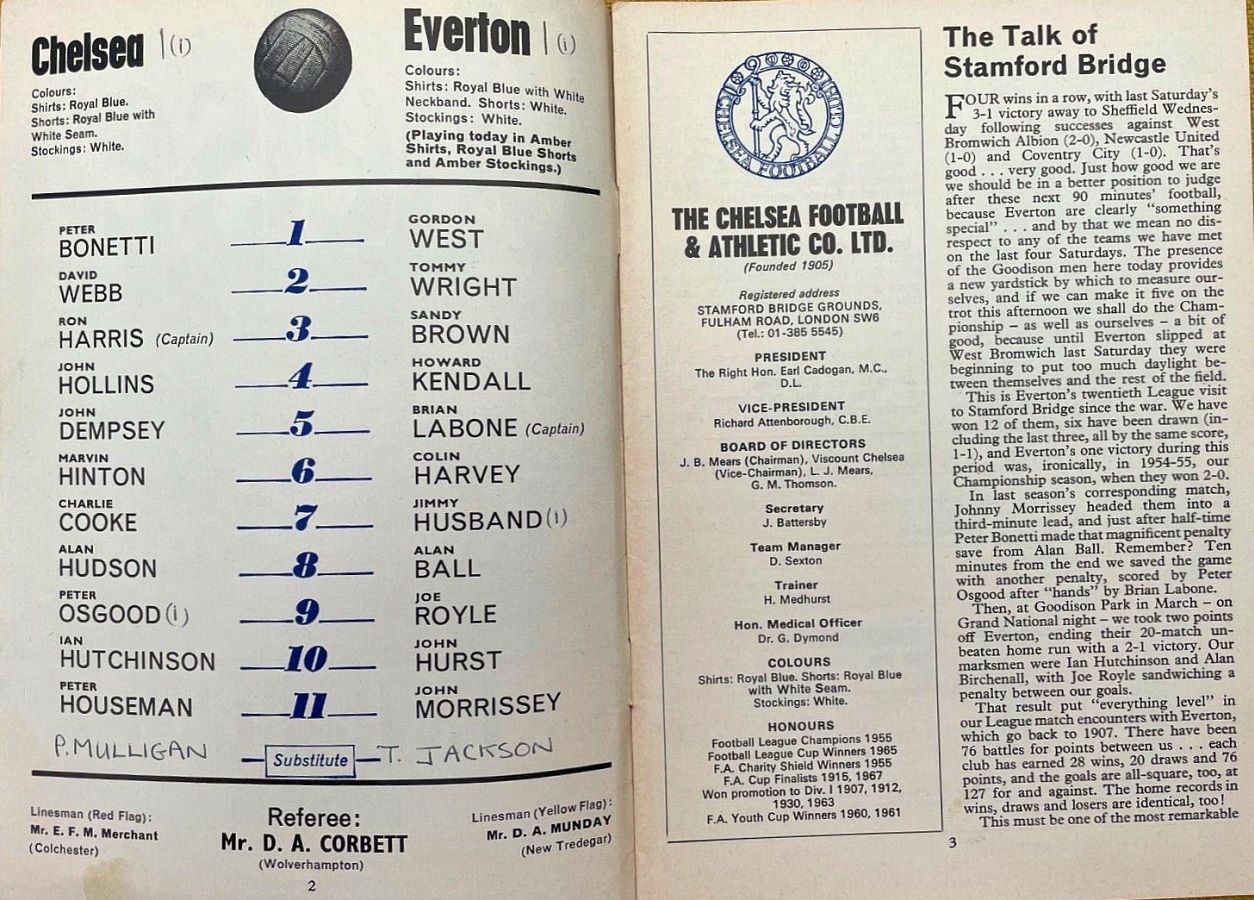 Chelsea 1(1)
Colours:
Shirts: Royal Blue.
Shorts: Royal Blue with
White Seam.
Stockings: White.
Everton 1(1)
Colours:
Shirts: Royal Blue with White
Neckband. Shorts: White.
Stockings: White.
(Playing today in Amber
Shirts, Royal Blue Shorts
and Amber Stockings.)
PETER BONETTI 1 GORDON WEST
DAVID WEBB 2 TOMMY WRIGHT
RON HARRIS (Captain) 3 SANDY BROWN
JOHN HOLLINS 4 HOWARD KENDALL
JOHN DEMPSEY 5 BRIAN LABONE (Captain)
MARVIN HINTON 6 COLIN HARVEY
CHARLIE COOKE 7 JIMMY HUSBAND (1)
ALAN HUDSON 8 ALAN BALL
PETER OSGOOD (1) 9 JOE ROYLE
IAN HUTCHINSON 10 JOHN HURST
PETER HOUSEMAN 11 JOHN MORRISSEY
P. MULLIGAN Substitute T. JACKSON
Linesman (Red Flag):
Mr. E. F. M. Merchant
(Colchester)
Referee:
Mr. D. A. CORBETT
(Wolverhampton)
Linesman (Yellow Flag):
Mr. D. A. MUNDAY
(New Tredegar)
2
CHELSEA FOOTBALL
THE CHELSEA FOOTBALL
& ATHLETIC CO. LTD.
(Founded 1905)
Registered address
STAMFORD BRIDGE GROUNDS,
FULHAM ROAD, LONDON SW6
(Tel.: 01-385 5545)
PRESIDENT
The Right Hon. Earl Cadogan, M.C.,
D.L.
VICE-PRESIDENT
Richard Attenborough, C.B.E.
BOARD OF DIRECTORS
J. B. Mears (Chairman), Viscount Chelsea
(Vice-Chairman), L. J. Mears,
G. M. Thomson.
Secretary
J. Battersby
Team Manager
D. Sexton
Trainer
H. Medhurst
Hon. Medical Officer
Dr. G. Dymond
COLOURS
Shirts: Royal Blue. Shorts: Royal Blue
with White Seam.
Stockings: White.
HONOURS
Football League Champions 1955
Football League Cup Winners 1965
F.A. Charity Shield Winners 1955
F.A. Cup Finalists 1915, 1967
Won promotion to Div. I 1907, 1912,
1930, 1963
F.A. Youth Cup Winners 1960, 1961
The Talk of
Stamford Bridge
FOUR wins in a row, with last Saturday's
3-1 victory away to Sheffield Wednes-
day following successes against West
Bromwich Albion (2-0), Newcastle United
(1-0) and Coventry City (1-0). That's
good . . . very good. Just how good we are
we should be in a better position to judge
after these next 90 minutes' football,
because Everton are clearly "something
special" . . . and by that we mean no dis-
respect to any of the teams we have met
on the last four Saturdays. The presence
of the Goodison men here today provides
a new yardstick by which to measure our-
selves, and if we can make it five on the
trot this afternoon we shall do the Cham-
pionship – as well as ourselves – a bit of
good, because until Everton slipped at
West Bromwich last Saturday they were
beginning to put too much daylight be-
tween themselves and the rest of the field.
This is Everton's twentieth League visit
to Stamford Bridge since the war. We have
won 12 of them, six have been drawn (in-
cluding the last three, all by the same score,
1-1), and Everton's one victory during this
period was, ironically, in 1954-55, our
Championship season, when they won 2-0.
In last season's corresponding match,
Johnny Morrissey headed them into a
third-minute lead, and just after half-time
Peter Bonetti made that magnificent penalty
save from Alan Ball. Remember? Ten
minutes from the end we saved the game
with another penalty, scored by Peter
Osgood after "hands" by Brian Labone.
Then, at Goodison Park in March – on
Grand National night – we took two points
off Everton, ending their 20-match un-
beaten home run with a 2-1 victory. Our
marksmen were Ian Hutchinson and Alan
Birchenall, with Joe Royle sandwiching a
penalty between our goals.
That result put "everything level" in
our League match encounters with Everton,
which go back to 1907. There have been
76 battles for points between us . . . each
club has earned 28 wins, 20 draws and 76
points, and the goals are all-square, too, at
127 for and against. The home records in
wins, draws and losers are identical, too!
This must be one of the most remarkable
3